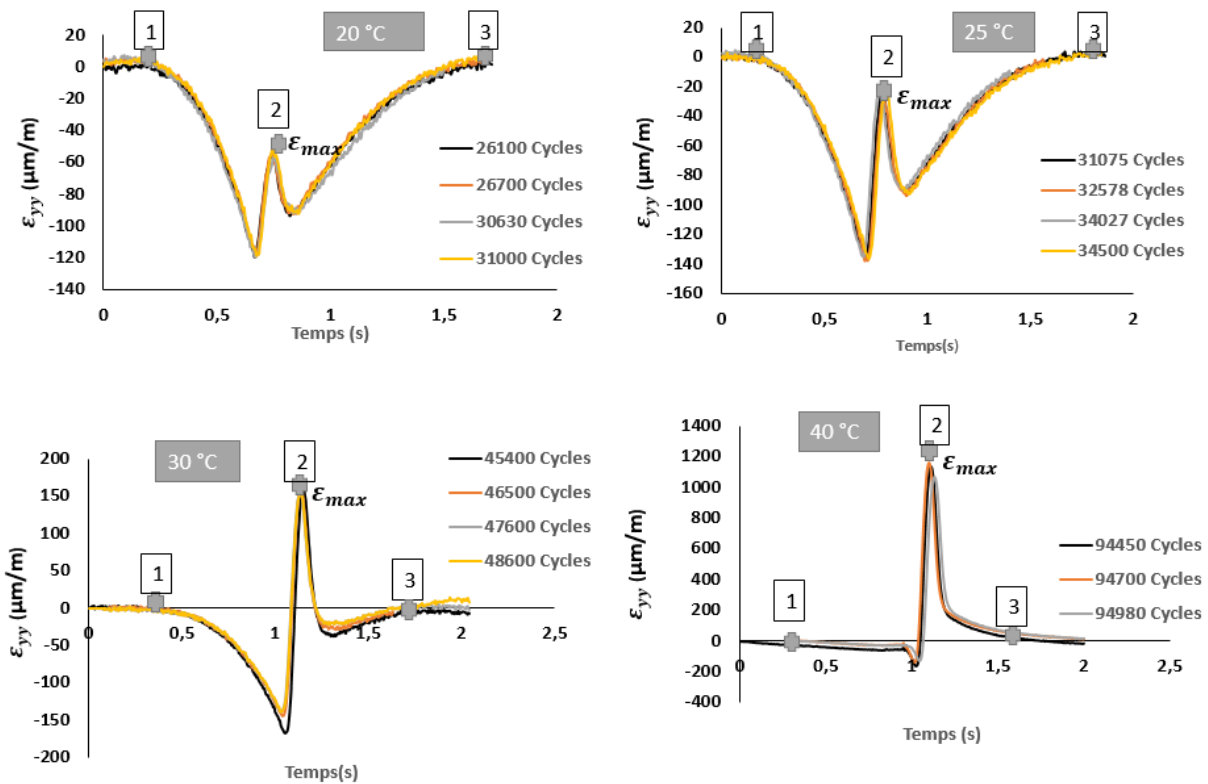 20 °C
1
2
3
εmax
εyy (µm/m)
20
0
-20
-40
-60
-80
-100
-120
-140
0
0,5
1
1,5
2
Temps (s)
26100 Cycles
26700 Cycles
30630 Cycles
31000 Cycles
25 °C
1
2
3
εmax
εyy (µm/m)
20
0
-20
-40
-60
-80
-100
-120
-140
-160
0
0,5
1
1,5
2
Temps(s)
31075 Cycles
32578 Cycles
34027 Cycles
34500 Cycles
30 °C
1
2
3
εmax
εyy (µm/m)
200
150
100
50
0
-50
-100
-150
-200
0
0,5
1
1,5
2
2,5
Temps(s)
45400 Cycles
46500 Cycles
47600 Cycles
48600 Cycles
40 °C
1
2
3
εmax
εyy (µm/m)
1400
1200
1000
800
600
400
200
0
-200
-400
0
0,5
1
1,5
2
2,5
Temps (s)
94450 Cycles
94700 Cycles
94980 Cycles